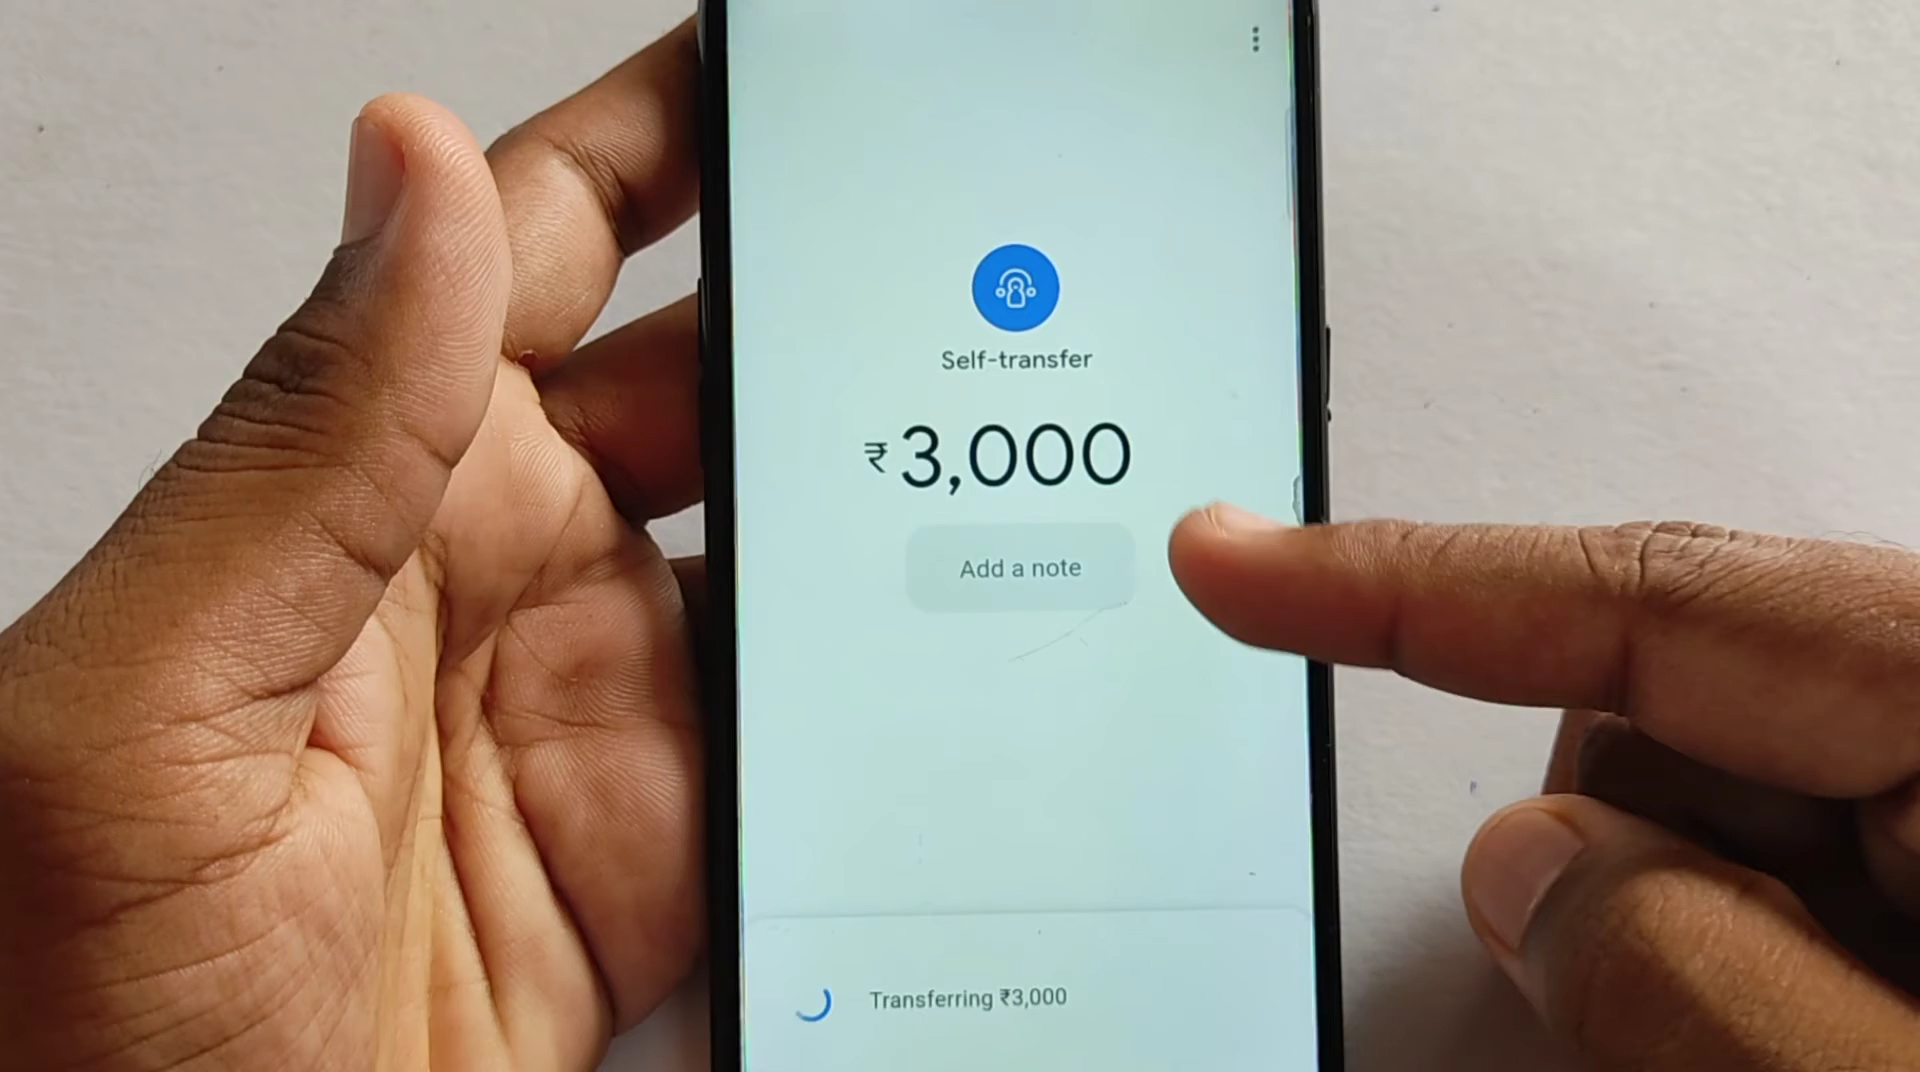 Self-transfer
₹3,000
Add a note
Transferring ₹3,000